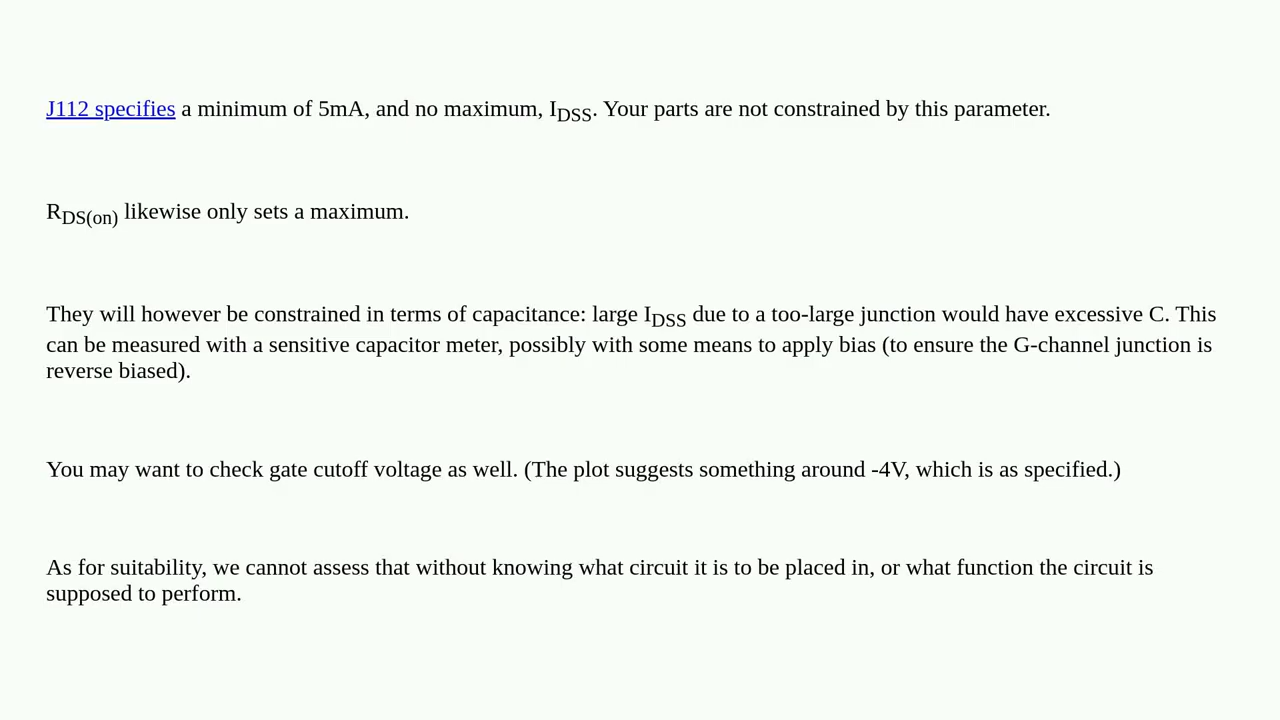 J112 specifies a minimum of 5mA, and no maximum, IDSS. Your parts are not constrained by this parameter.
RDS(on) likewise only sets a maximum.
They will however be constrained in terms of capacitance: large IDSS due to a too-large junction would have excessive C. This
can be measured with a sensitive capacitor meter, possibly with some means to apply bias (to ensure the G-channel junction is
reverse biased).
You may want to check gate cutoff voltage as well. (The plot suggests something around -4V, which is as specified.)
As for suitability, we cannot assess that without knowing what circuit it is to be placed in, or what function the circuit is
supposed to perform.